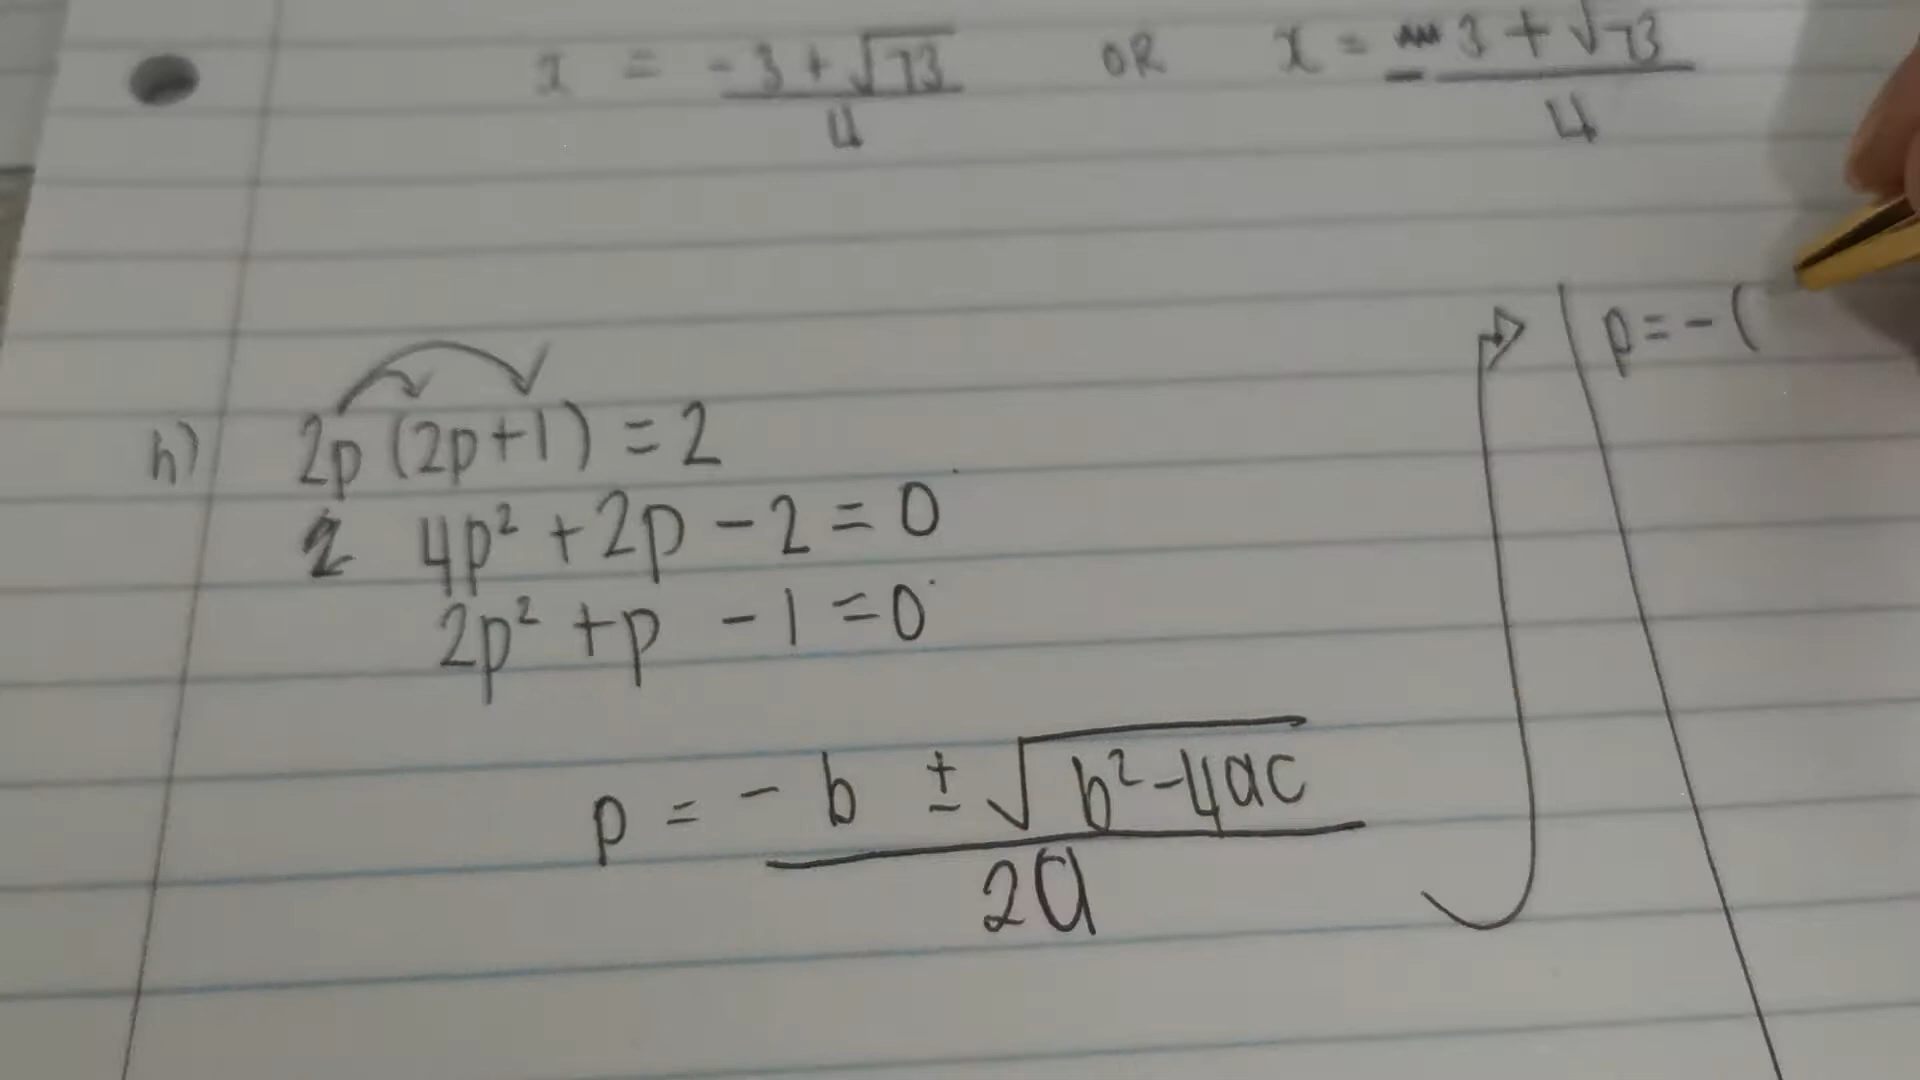 x = -3 + √73 / 4 OR x = -3 + √73 / 4
h) 2p (2p+1) = 2
4p² + 2p - 2 = 0
2p² + p - 1 = 0
p = -b ± √b²-4ac / 2a
p = -(